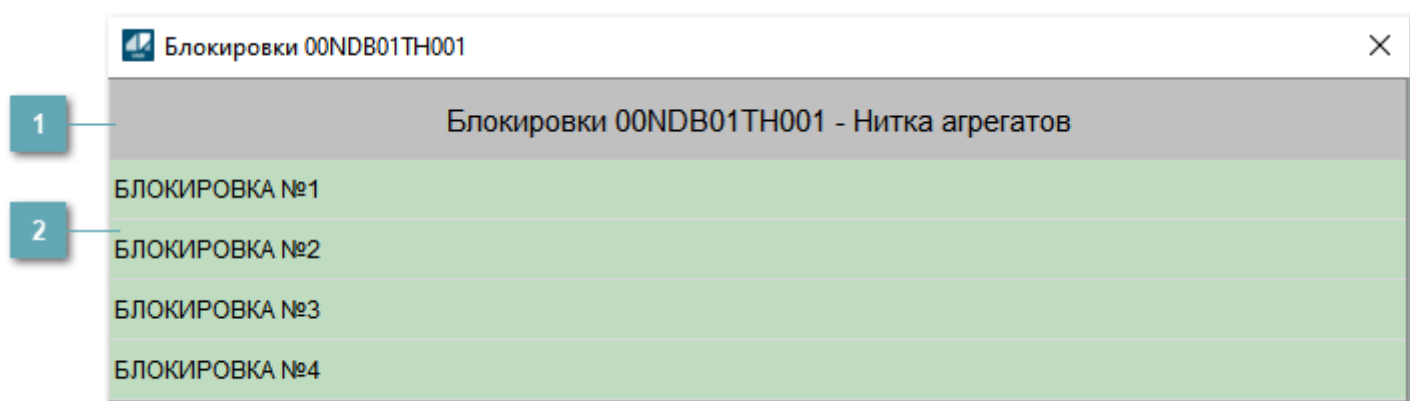 Блокировки 00NDB01TH001
1
Блокировки 00NDB01TH001 - Нитка агрегатов
БЛОКИРОВКА №1
2
БЛОКИРОВКА №2
БЛОКИРОВКА №3
БЛОКИРОВКА №4